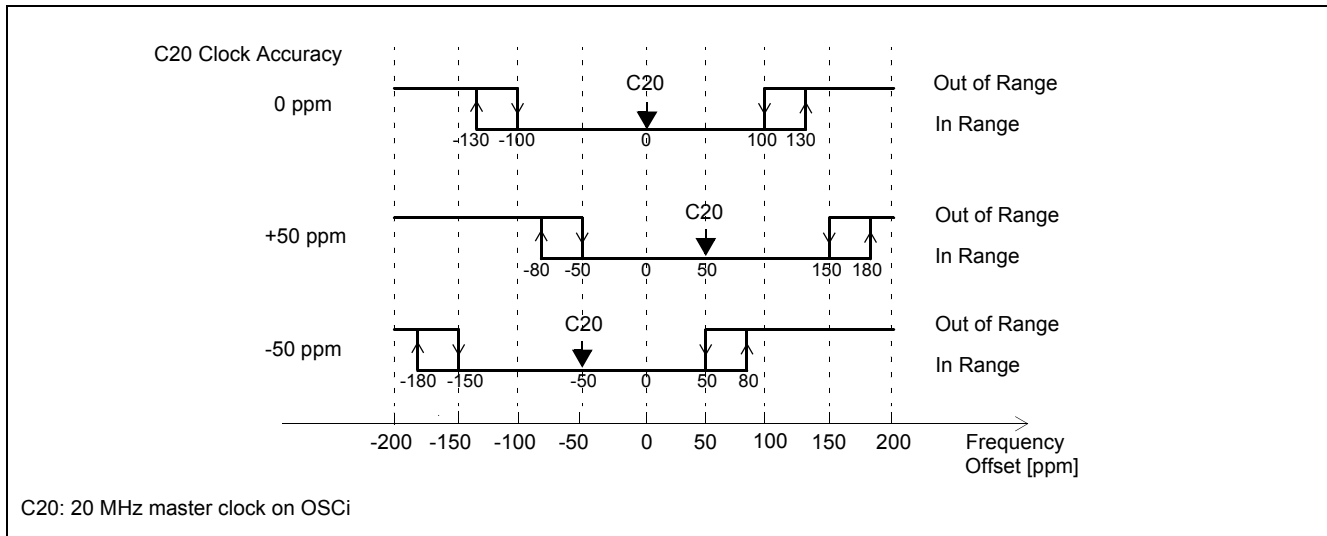 C20 Clock Accuracy
C20
Out of Range
0 ppm
In Range
-130 -100 0 100 130
C20
Out of Range
+50 ppm
In Range
-80 -50 0 50 150 180
C20
Out of Range
-50 ppm
In Range
-180 -150 -50 0 50 80
-200 -150 -100 -50 0 50 100 150 200 Frequency
Offset [ppm]
C20: 20 MHz master clock on OSCi